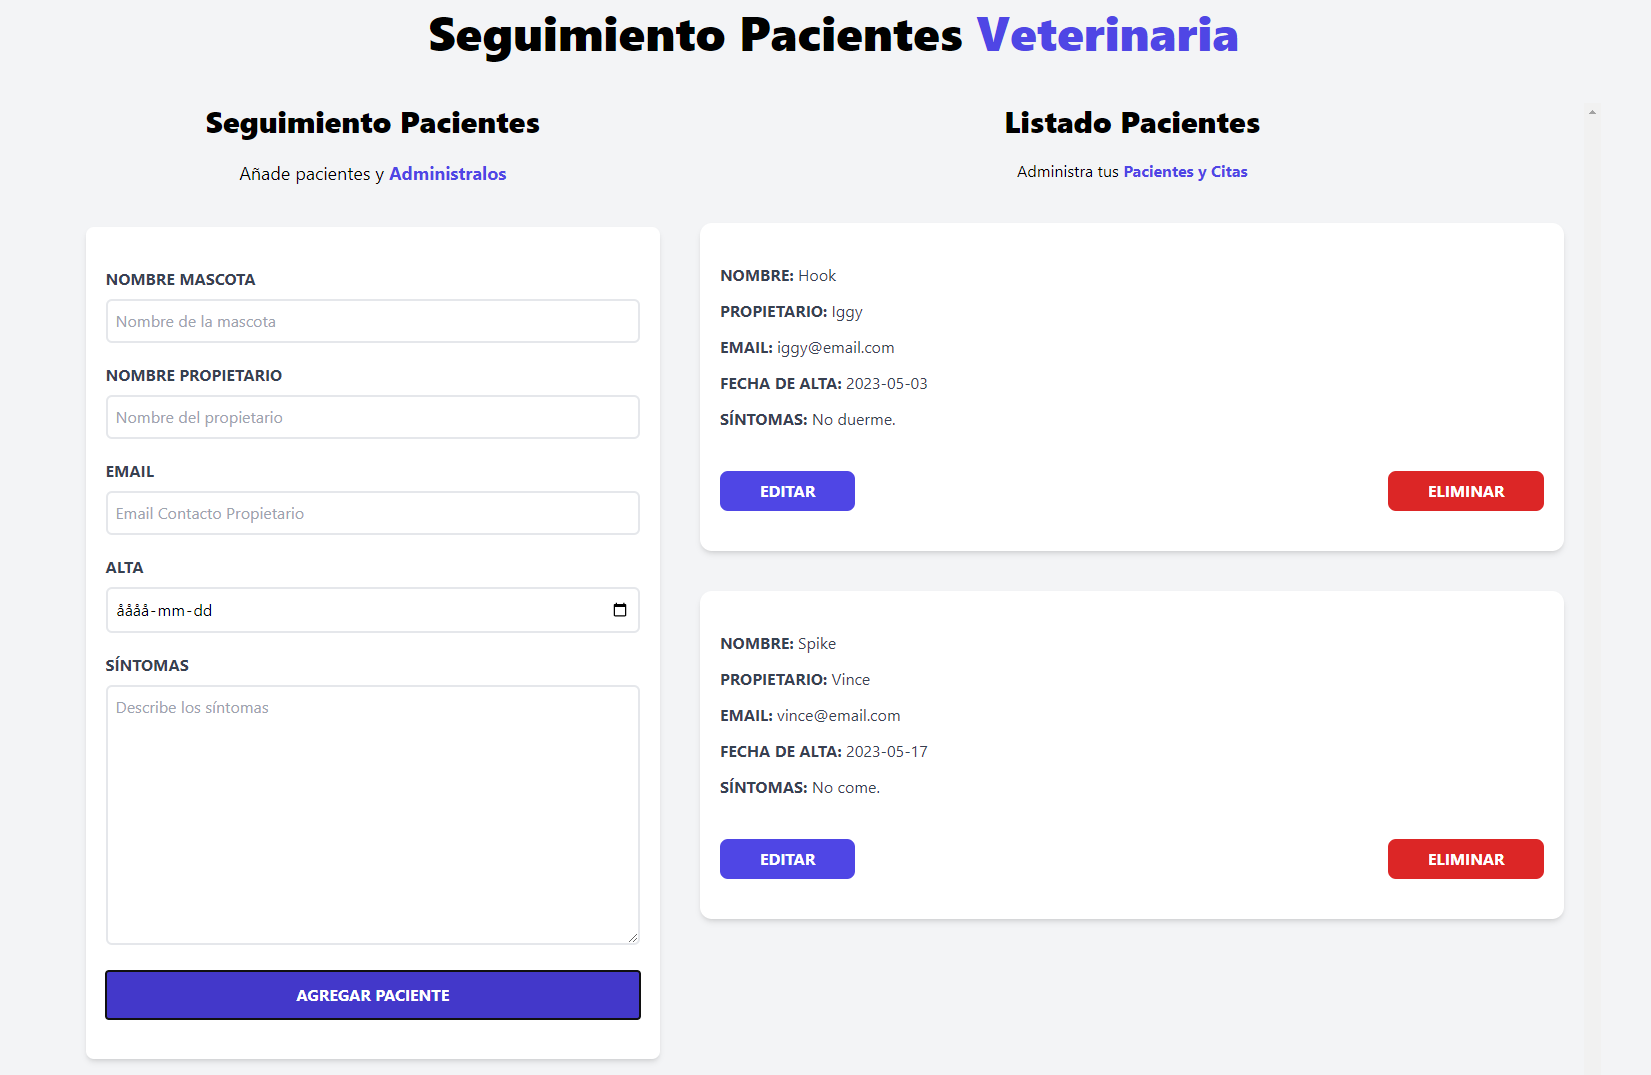 Seguimiento Pacientes Veterinaria
Seguimiento Pacientes
Añade pacientes y Administralos
NOMBRE MASCOTA
Nombre de la mascota
NOMBRE PROPIETARIO
Nombre del propietario
EMAIL
Email Contacto Propietario
ALTA
åååå-mm-dd
SÍNTOMAS
Describe los síntomas
AGREGAR PACIENTE
Listado Pacientes
Administra tus Pacientes y Citas
NOMBRE: Hook
PROPIETARIO: Iggy
EMAIL: iggy@email.com
FECHA DE ALTA: 2023-05-03
SÍNTOMAS: No duerme.
EDITAR
ELIMINAR
NOMBRE: Spike
PROPIETARIO: Vince
EMAIL: vince@email.com
FECHA DE ALTA: 2023-05-17
SÍNTOMAS: No come.
EDITAR
ELIMINAR